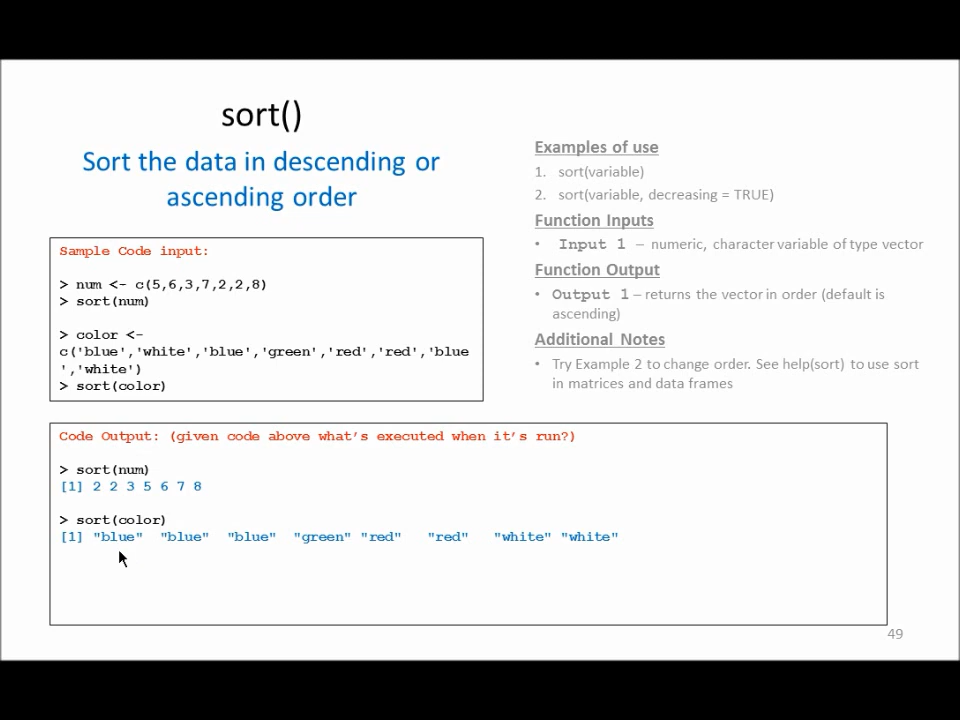 sort()
Sort the data in descending or
ascending order
Sample Code input:
> num <- c(5,6,3,7,2,2,8)
> sort(num)
> color <-
c('blue','white','blue','green','red','red','blue
','white')
> sort(color)
Examples of use
1. sort(variable)
2. sort(variable, decreasing = TRUE)
Function Inputs
• Input 1 – numeric, character variable of type vector
Function Output
• Output 1 – returns the vector in order (default is
ascending)
Additional Notes
• Try Example 2 to change order. See help(sort) to use sort
in matrices and data frames
Code Output: (given code above what's executed when it's run?)
> sort(num)
[1] 2 2 3 5 6 7 8
> sort(color)
[1] "blue" "blue" "blue" "green" "red" "red" "white" "white"
49